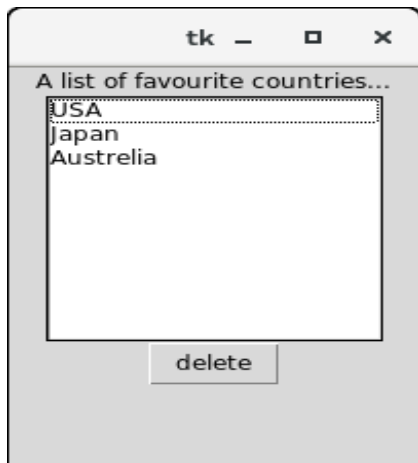 tk
A list of favourite countries...
USA
Japan
Austrelia
delete